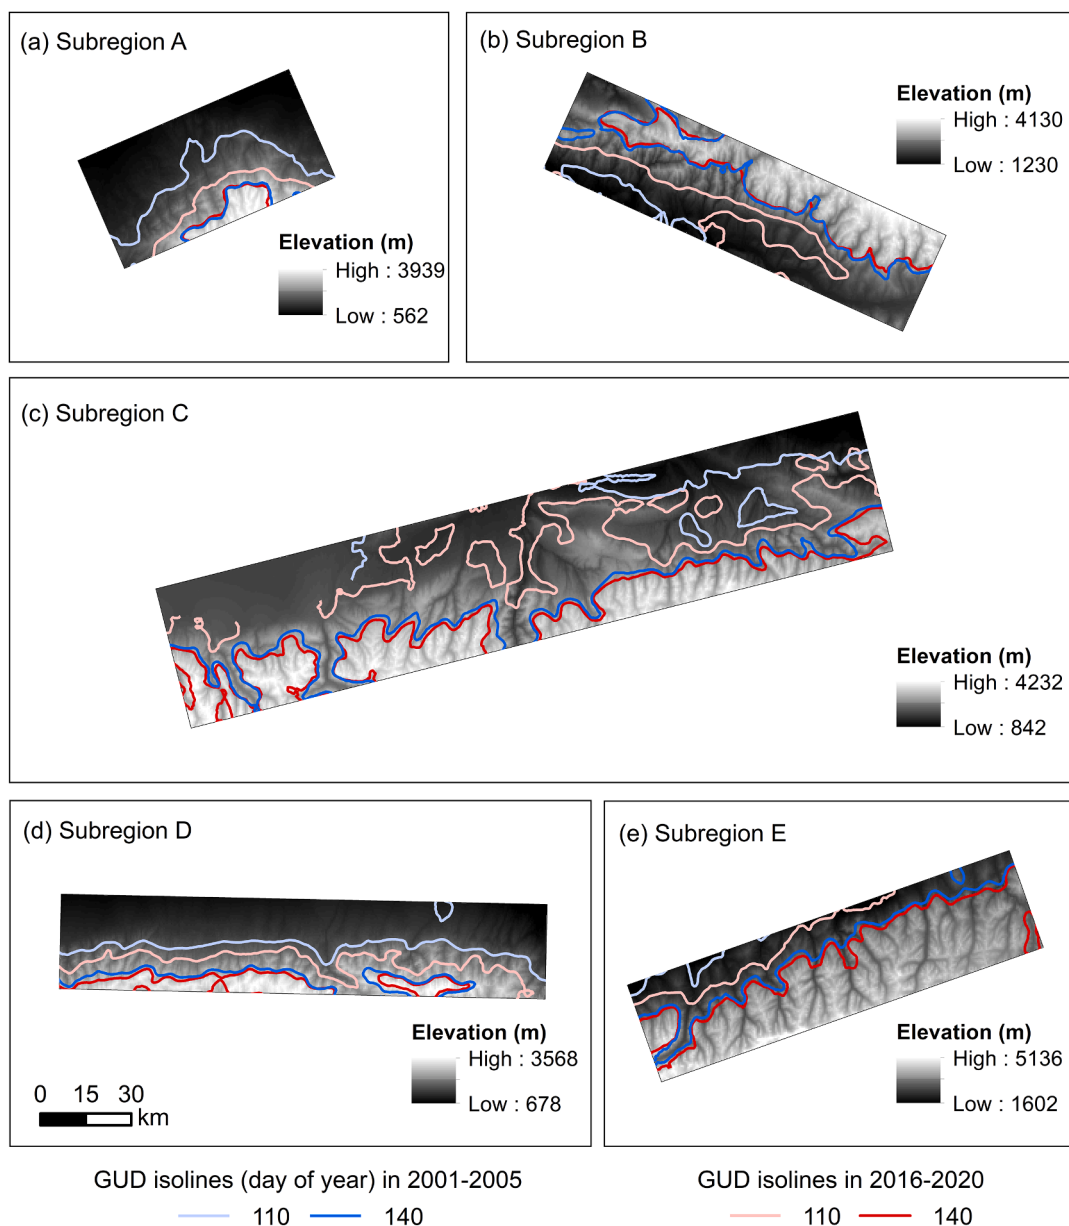 (a) Subregion A
Elevation (m)
High : 3939
Low : 562
(b) Subregion B
Elevation (m)
High : 4130
Low : 1230
(c) Subregion C
Elevation (m)
High : 4232
Low : 842
(d) Subregion D
Elevation (m)
High : 3568
Low : 678
0 15 30
km
(e) Subregion E
Elevation (m)
High : 5136
Low : 1602
GUD isolines (day of year) in 2001-2005
110 140
GUD isolines in 2016-2020
110 140